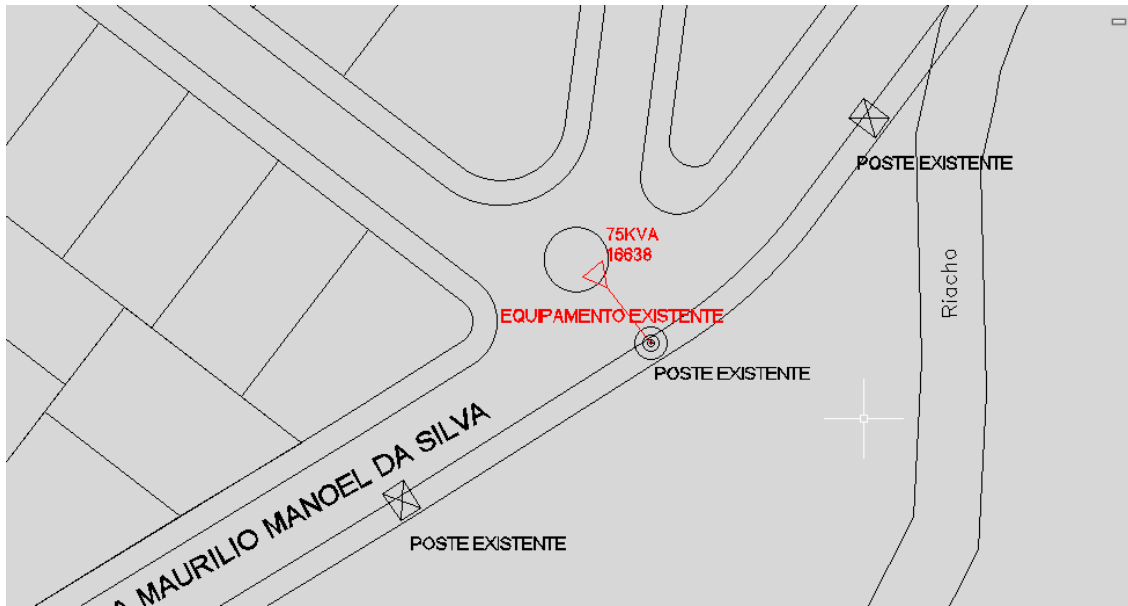 POSTE EXISTENTE
75KVA
16638
Riacho
EQUIPAMENTO EXISTENTE
POSTE EXISTENTE
A MAURILIO MANOEL DA SILVA
POSTE EXISTENTE